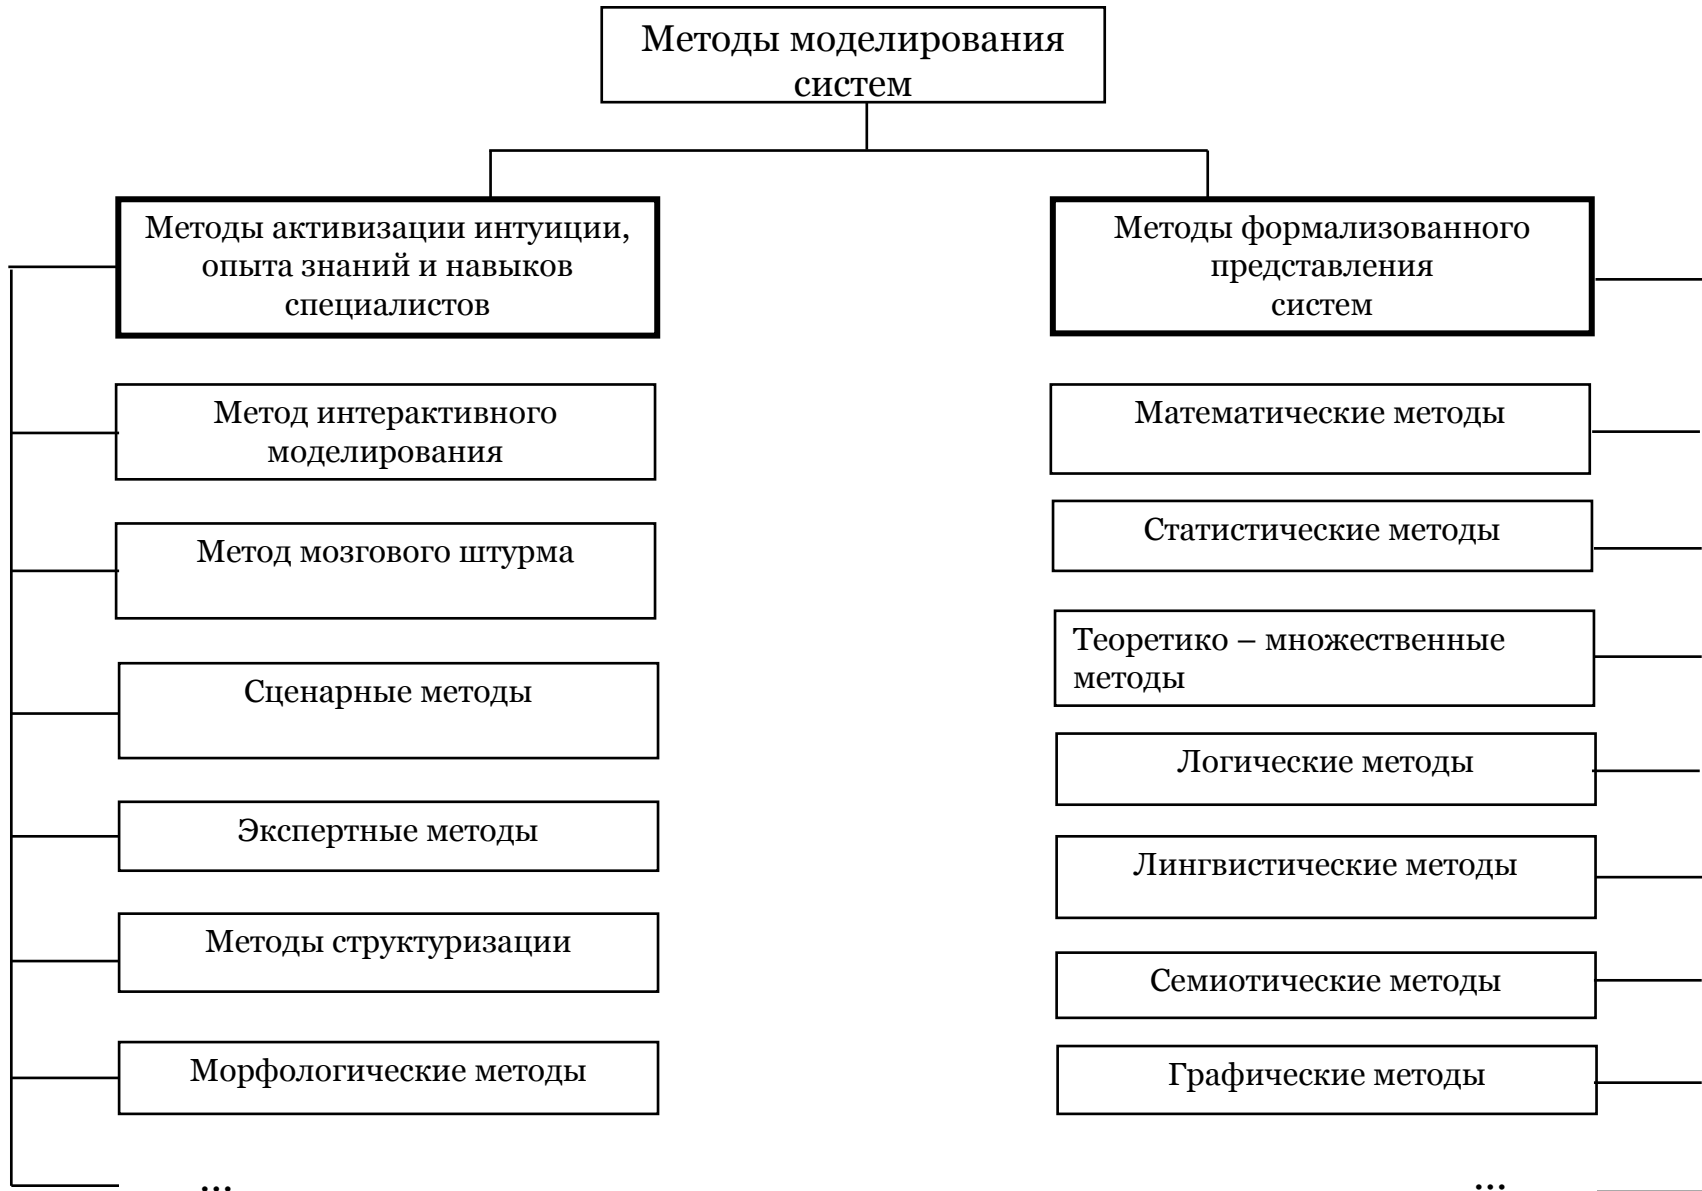 Методы моделирования
систем
Методы активизации интуиции,
опыта знаний и навыков
специалистов
Метод интерактивного
моделирования
Метод мозгового штурма
Сценарные методы
Экспертные методы
Методы структуризации
Морфологические методы
...
Методы формализованного
представления
систем
Математические методы
Статистические методы
Теоретико – множественные
методы
Логические методы
Лингвистические методы
Семиотические методы
Графические методы
...